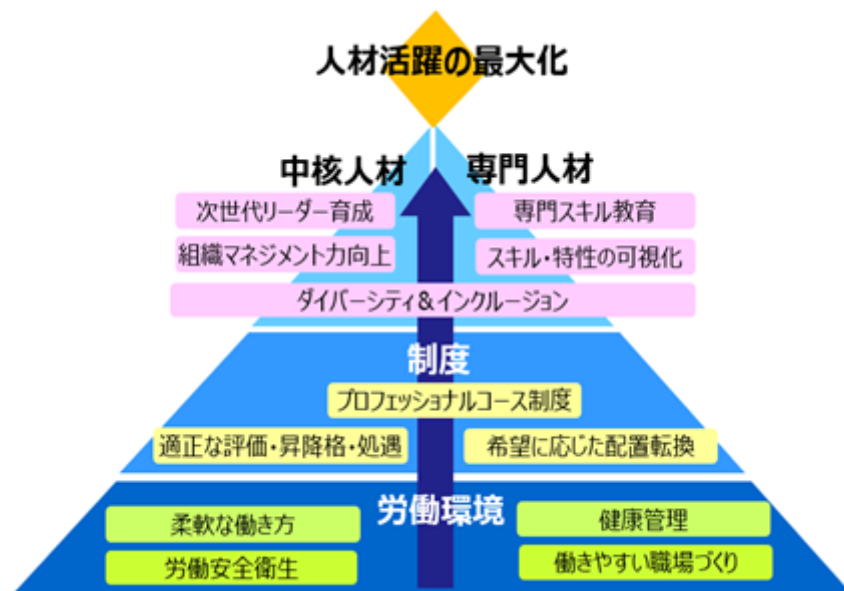 人材活躍の最大化
中核人材
専門人材
次世代リーダー育成
専門スキル教育
組織マネジメント力向上
スキル・特性の可視化
ダイバーシティ&インクルージョン
制度
プロフェッショナルコース制度
適正な評価・昇降格・処遇
希望に応じた配置転換
労働環境
柔軟な働き方
健康管理
労働安全衛生
働きやすい職場づくり